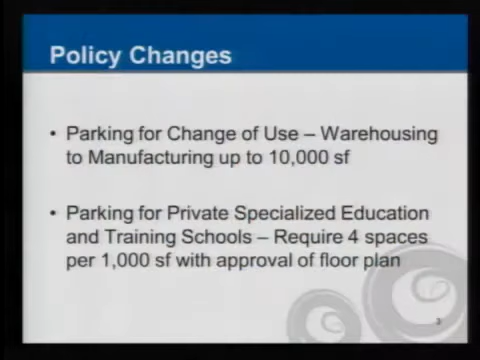 Policy Changes
• Parking for Change of Use – Warehousing
to Manufacturing up to 10,000 sf
• Parking for Private Specialized Education
and Training Schools – Require 4 spaces
per 1,000 sf with approval of floor plan
3